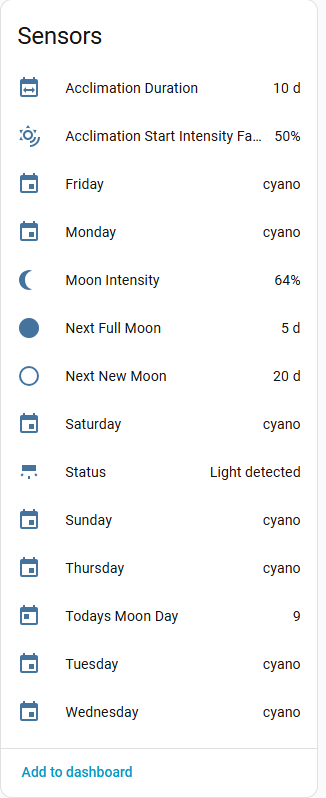 Sensors
Acclimation Duration 10 d
Acclimation Start Intensity Fa... 50%
Friday cyano
Monday cyano
Moon Intensity 64%
Next Full Moon 5 d
Next New Moon 20 d
Saturday cyano
Status Light detected
Sunday cyano
Thursday cyano
Todays Moon Day 9
Tuesday cyano
Wednesday cyano
Add to dashboard